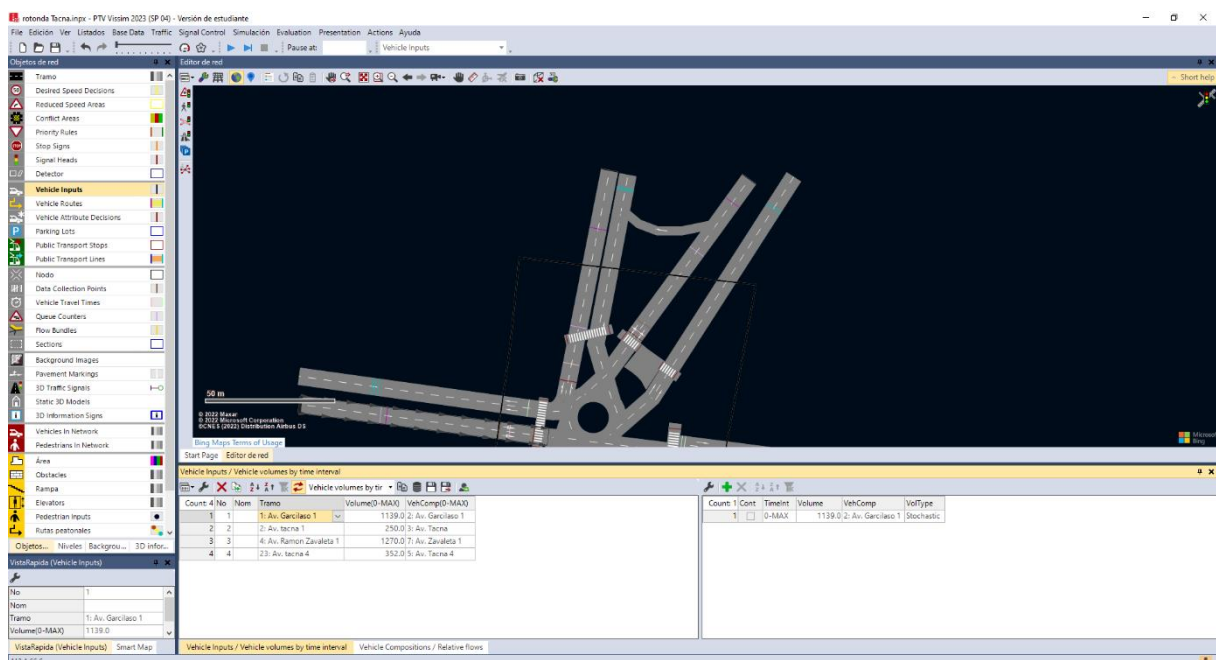 rotonda Tacna.inpx - PTV Vissim 2023 (SP 04) - Versión de estudiante
File Edición Ver Listados Base Data Traffic Signal Control Simulación Evaluation Presentation Actions Ayuda
Pause at: Vehicle Inputs
Objetos de red
Editor de red
Short help
Tramo
Desired Speed Decisions
Reduced Speed Areas
Conflict Areas
Priority Rules
Stop Signs
Signal Heads
Detector
Vehicle Inputs
Vehicle Routes
Vehicle Attribute Decisions
Parking Lots
Public Transport Stops
Public Transport Lines
Nodo
Data Collection Points
Vehicle Travel Times
Queue Counters
Flow Bundles
Sections
Background Images
Pavement Markings
3D Traffic Signals
Static 3D Models
3D Information Signs
Vehicles In Network
Pedestrians In Network
Área
Obstacles
Rampa
Elevators
Pedestrian Inputs
Rutas peatonales
Objetos... Niveles Backgrou... 3D infor...
50 m
© 2022 Maxar
© 2022 Microsoft Corporation
©CNES (2022) Distribution Airbus DS
Bing Maps Terms of Usage
Microsoft
Bing
Start Page Editor de red
Vehicle Inputs / Vehicle volumes by time interval
Vehicle volumes by tir
Count: 4 No Nom Tramo Volume(0-MAX) VehComp(0-MAX)
1 1 1: Av. Garcilaso 1 1139.0 2: Av. Garcilaso 1
2 2 2: Av. tacna 1 250.0 3: Av. Tacna
3 3 4: Av. Ramon Zavaleta 1 1270.0 7: Av. Zavaleta 1
4 4 23: Av. tacna 4 352.0 5: Av. Tacna 4
Count: 1 Cont TimeInt Volume VehComp VolType
1 0-MAX 1139.0 2: Av. Garcilaso 1 Stochastic
VistaRapida (Vehicle Inputs)
No 1
Nom
Tramo 1: Av. Garcilaso 1
Volume(0-MAX) 1139.0
VistaRapida (Vehicle Inputs) Smart Map
Vehicle Inputs / Vehicle volumes by time interval Vehicle Compositions / Relative flows